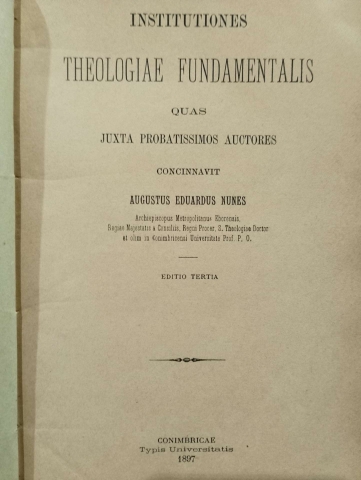 INSTITUTIONES
THEOLOGIAE FUNDAMENTALIS
QUAS
JUXTA PROBATISSIMOS AUCTORES
CONCINNAVIT
AUGUSTUS EDUARDUS NUNES
Archiepiscopus Metropolitanus Eborensis,
Regiae Majestatis a Consiliis, Regni Procer, S. Theologiae Doctor
et olim in Conimbricensi Universitate Prof. P. O.
EDITIO TERTIA
CONIMBRICAE
Typis Universitatis
1897